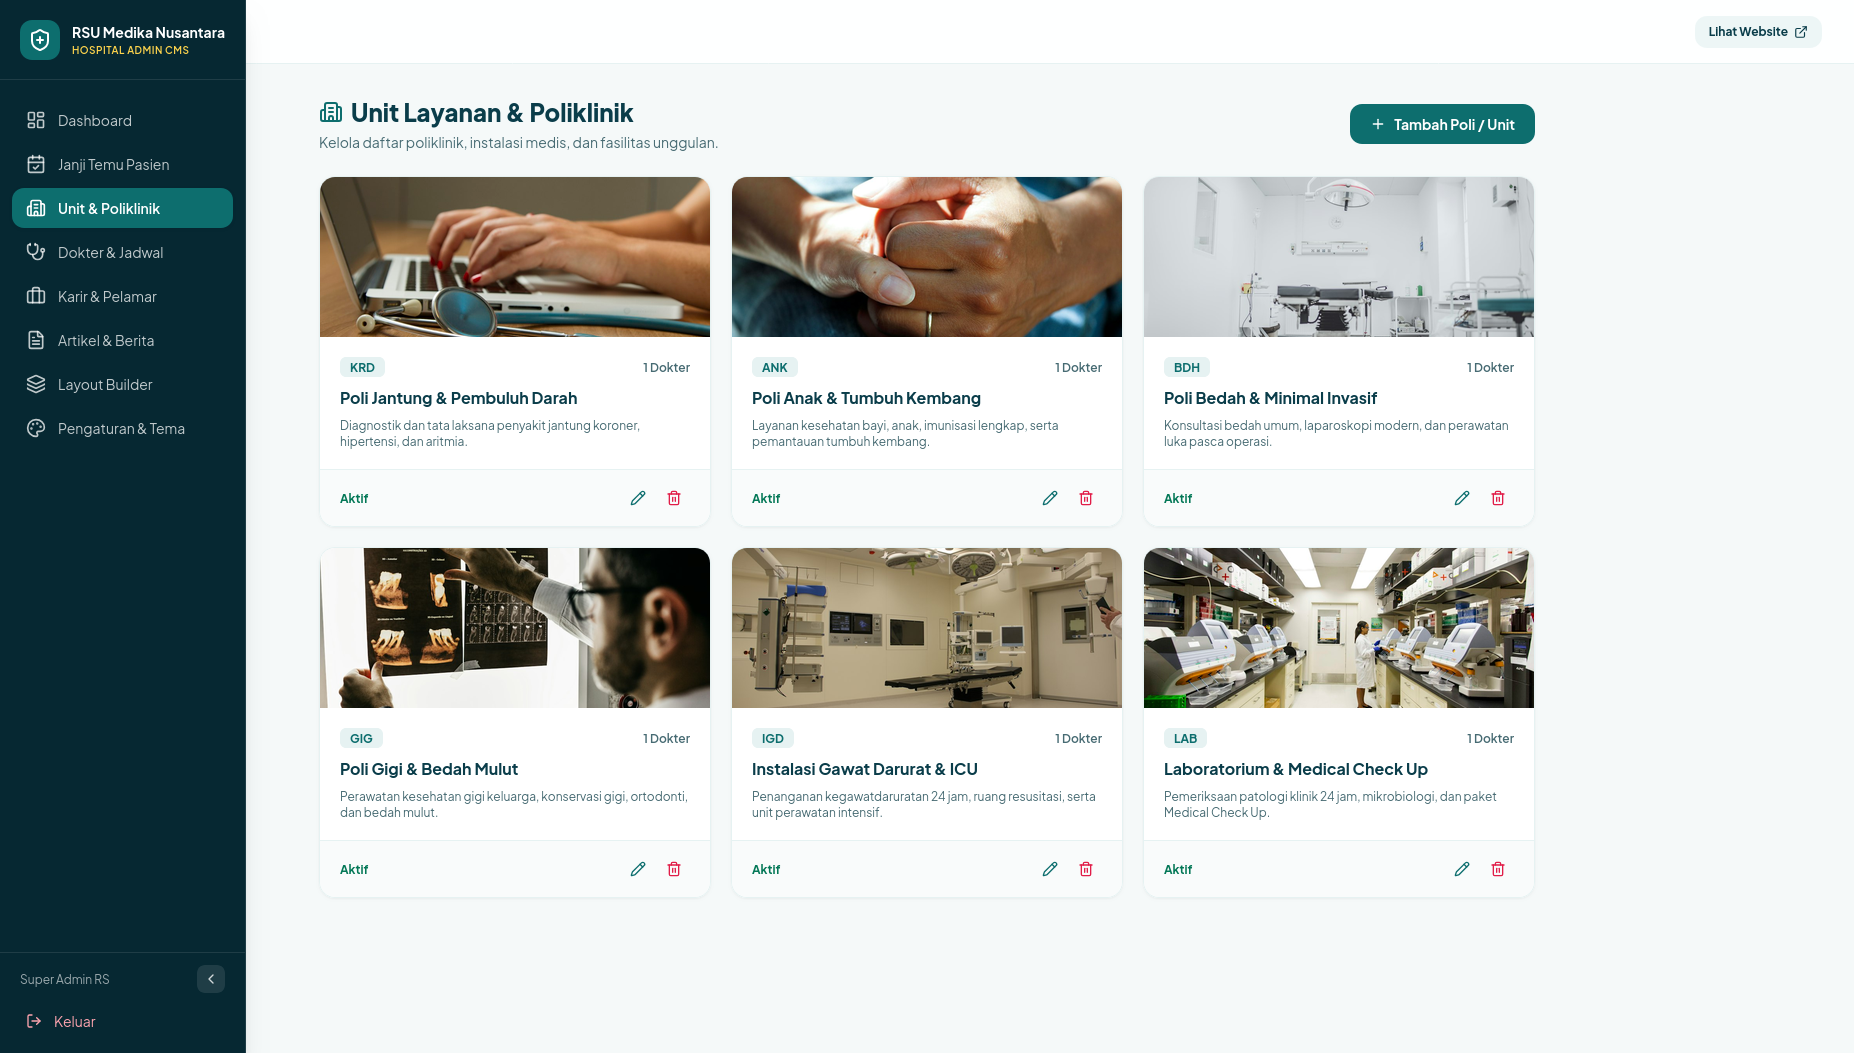 RSU Medika Nusantara
HOSPITAL ADMIN CMS
Dashboard
Janji Temu Pasien
Unit & Poliklinik
Dokter & Jadwal
Karir & Pelamar
Artikel & Berita
Layout Builder
Pengaturan & Tema
Super Admin RS
Keluar
Lihat Website
Unit Layanan & Poliklinik
Kelola daftar poliklinik, instalasi medis, dan fasilitas unggulan.
Tambah Poli / Unit
KRD
1 Dokter
Poli Jantung & Pembuluh Darah
Diagnostik dan tata laksana penyakit jantung koroner,
hipertensi, dan aritmia.
Aktif
ANK
1 Dokter
Poli Anak & Tumbuh Kembang
Layanan kesehatan bayi, anak, imunisasi lengkap, serta
pemantauan tumbuh kembang.
Aktif
BDH
1 Dokter
Poli Bedah & Minimal Invasif
Konsultasi bedah umum, laparoskopi modern, dan perawatan
luka pasca operasi.
Aktif
GIG
1 Dokter
Poli Gigi & Bedah Mulut
Perawatan kesehatan gigi keluarga, konservasi gigi, ortodonti,
dan bedah mulut.
Aktif
IGD
1 Dokter
Instalasi Gawat Darurat & ICU
Penanganan kegawatdaruratan 24 jam, ruang resusitasi, serta
unit perawatan intensif.
Aktif
LAB
1 Dokter
Laboratorium & Medical Check Up
Pemeriksaan patologi klinik 24 jam, mikrobiologi, dan paket
Medical Check Up.
Aktif